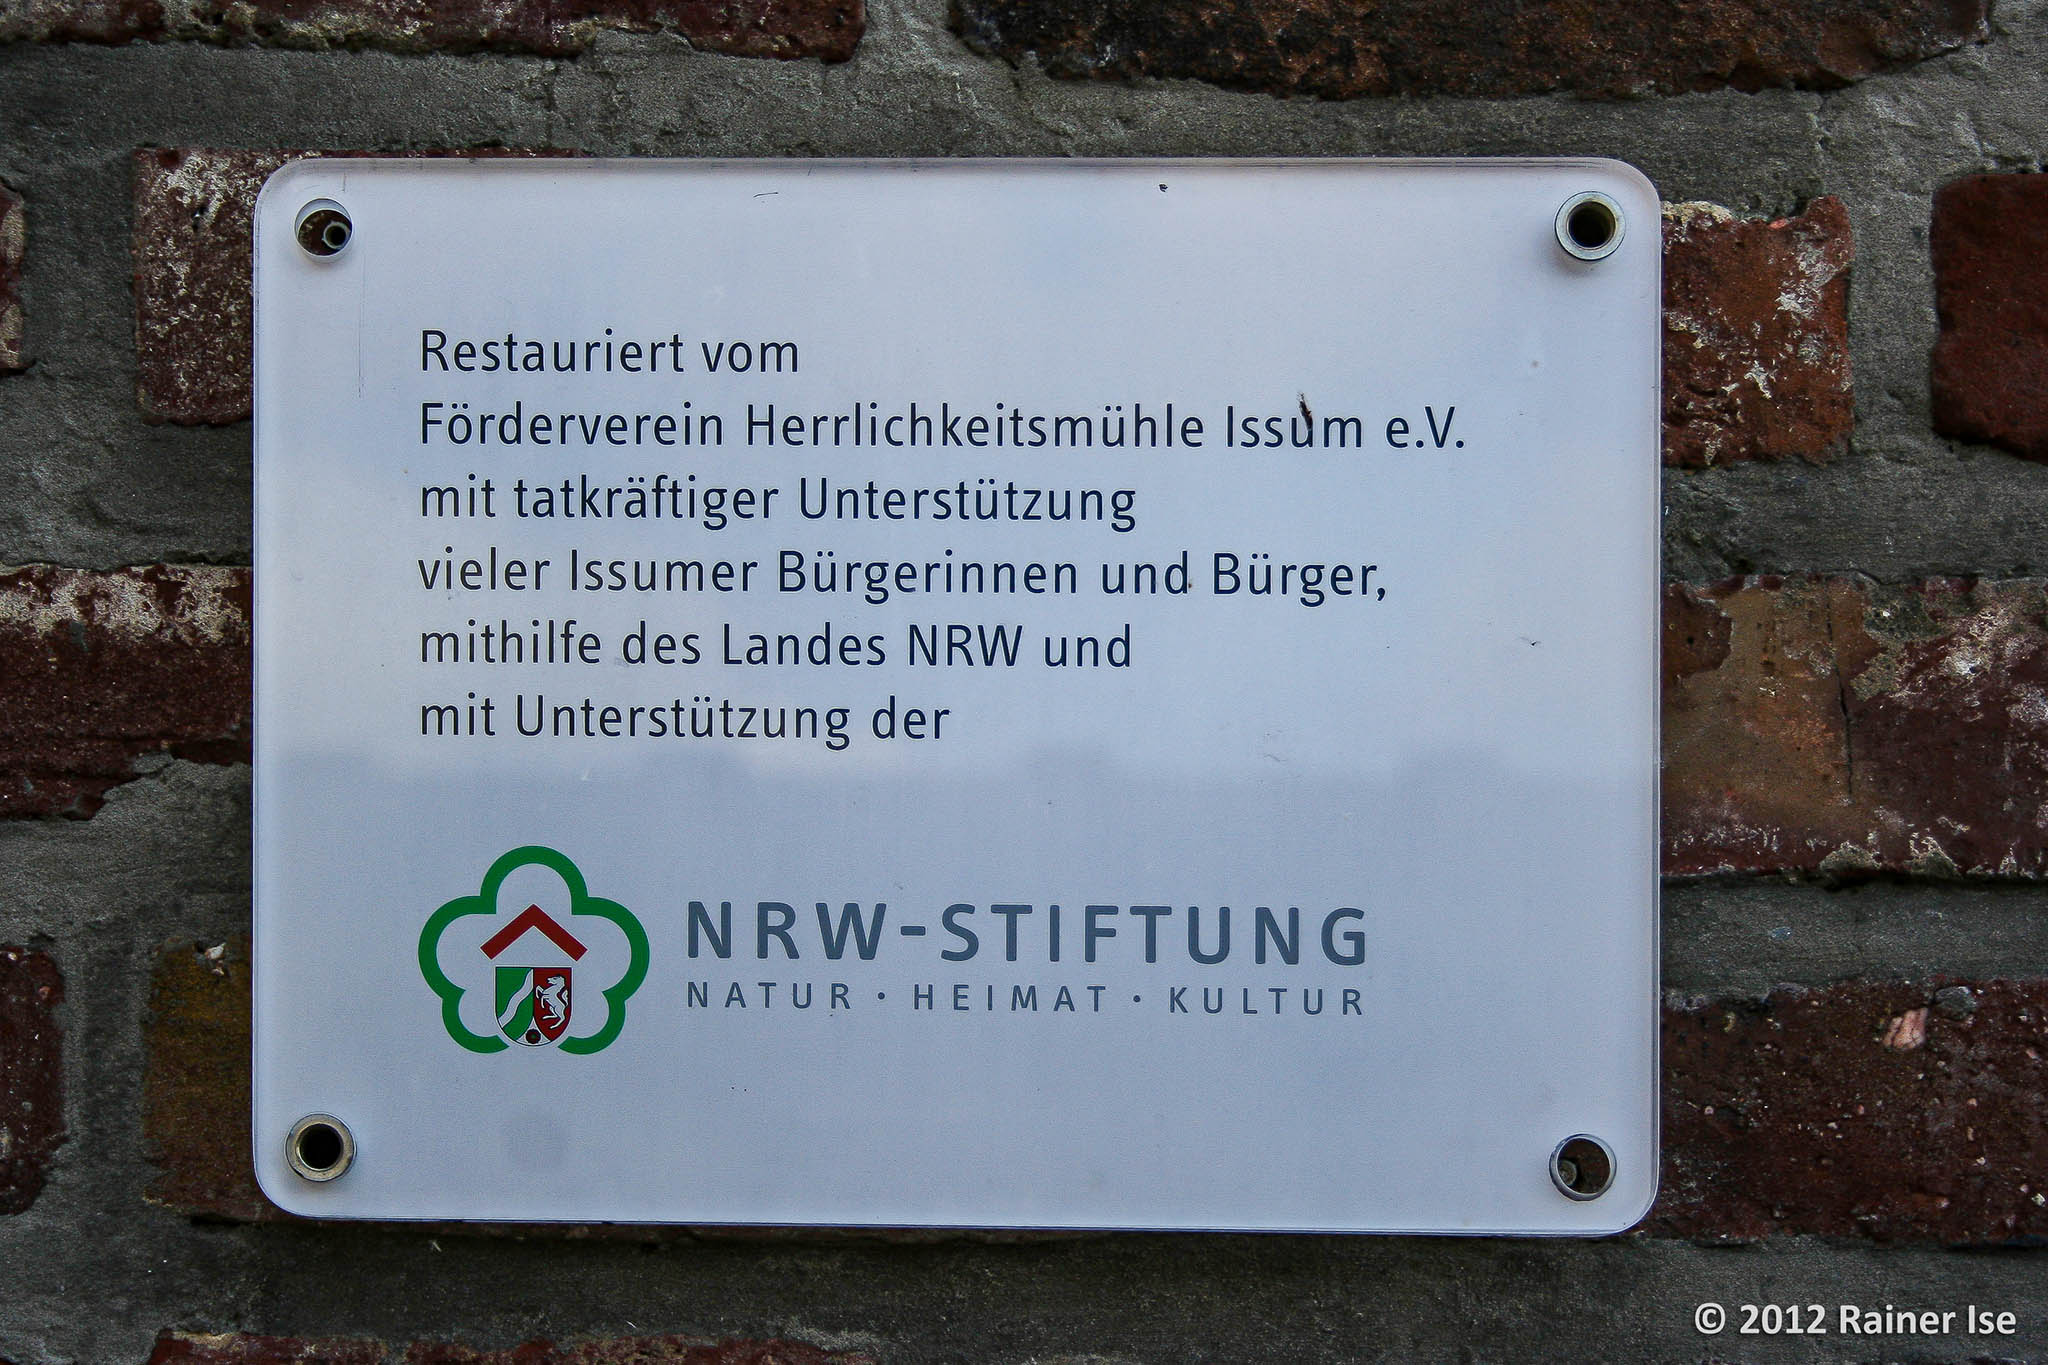 Restauriert vom
Förderverein Herrlichkeitsmühle Issum e.V.
mit tatkräftiger Unterstützung
vieler Issumer Bürgerinnen und Bürger,
mithilfe des Landes NRW und
mit Unterstützung der
NRW-STIFTUNG
NATUR · HEIMAT · KULTUR
© 2012 Rainer Ise